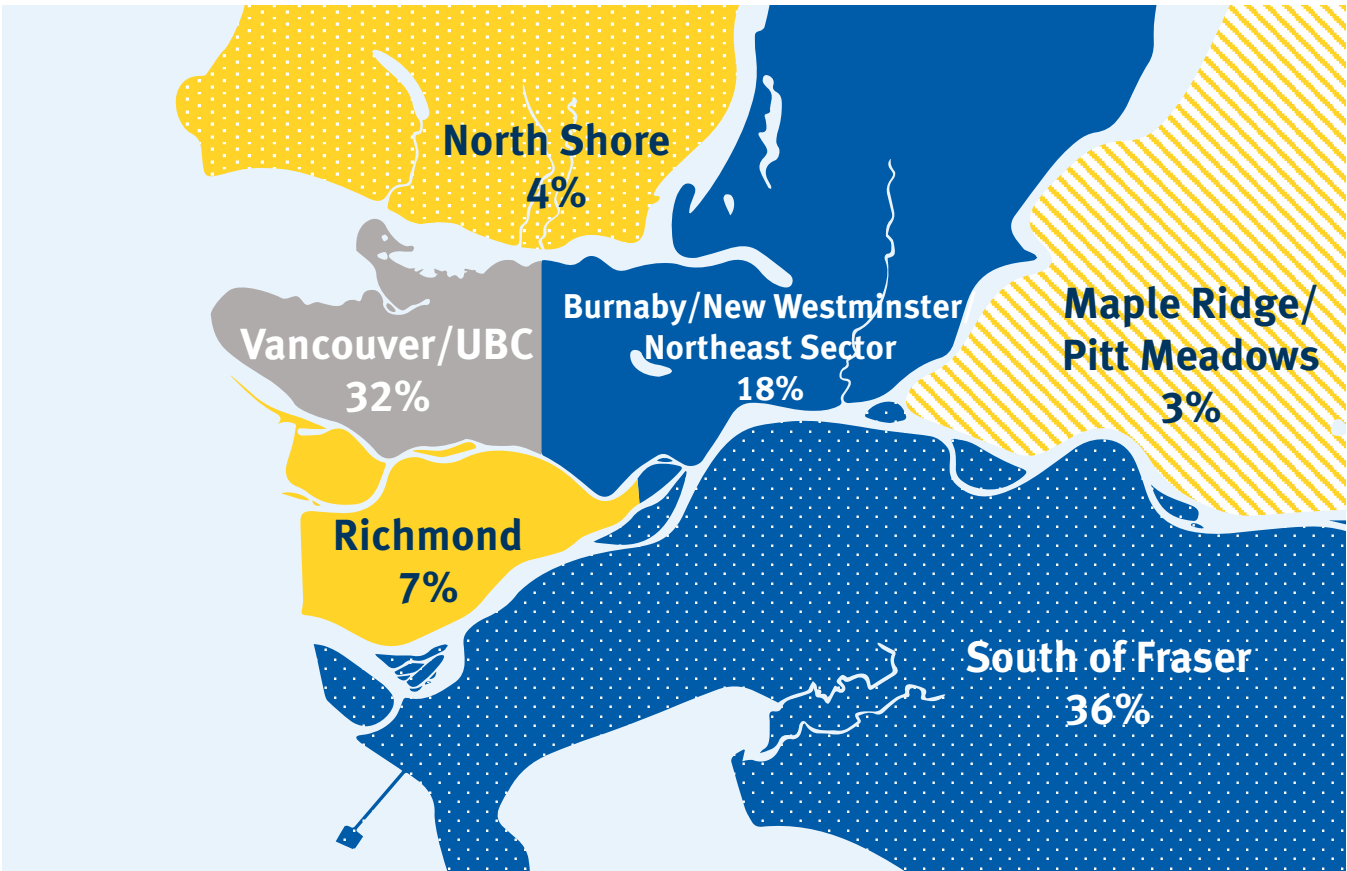 North Shore
4%
Vancouver/UBC
32%
Burnaby/New Westminster/
Northeast Sector
18%
Maple Ridge/
Pitt Meadows
3%
Richmond
7%
South of Fraser
36%